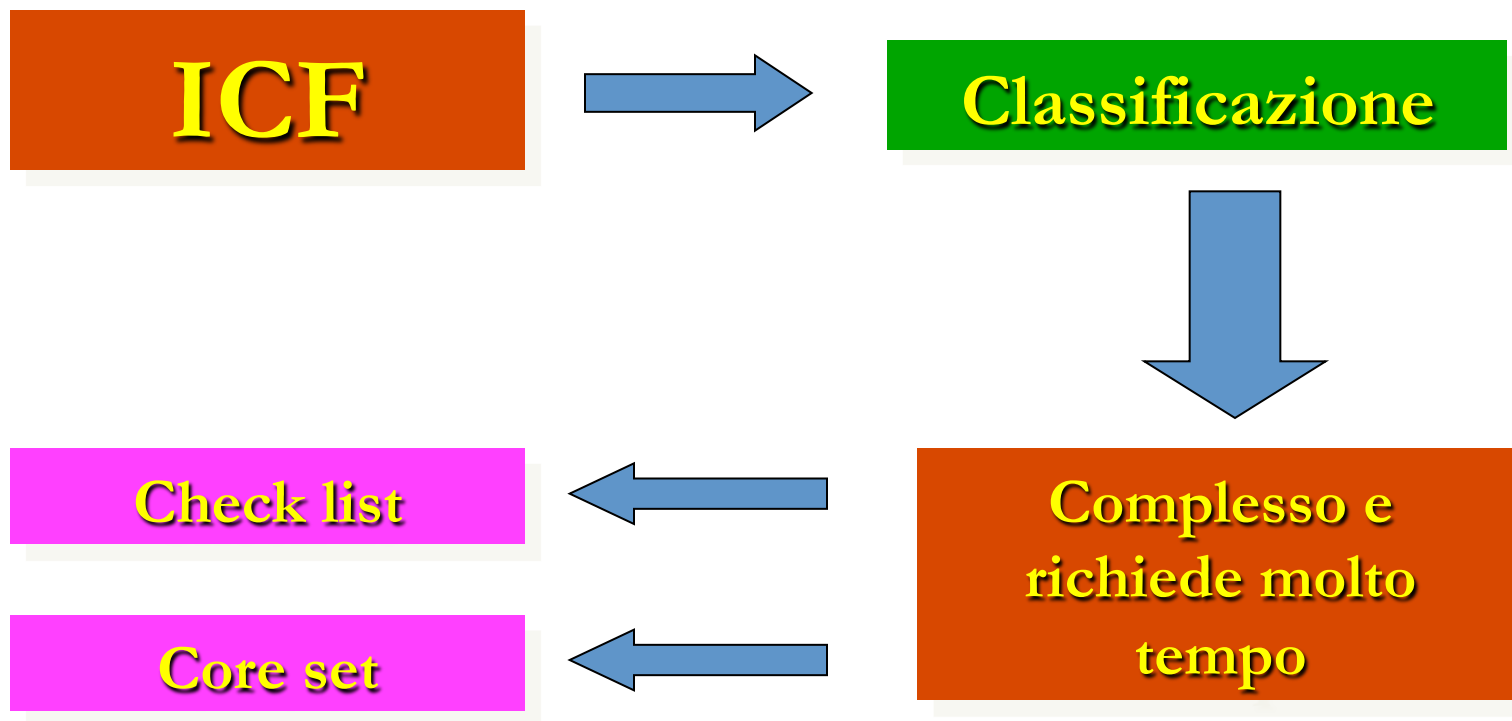 ICF
Classificazione
Check list
Complesso e
richiede molto
tempo
Core set